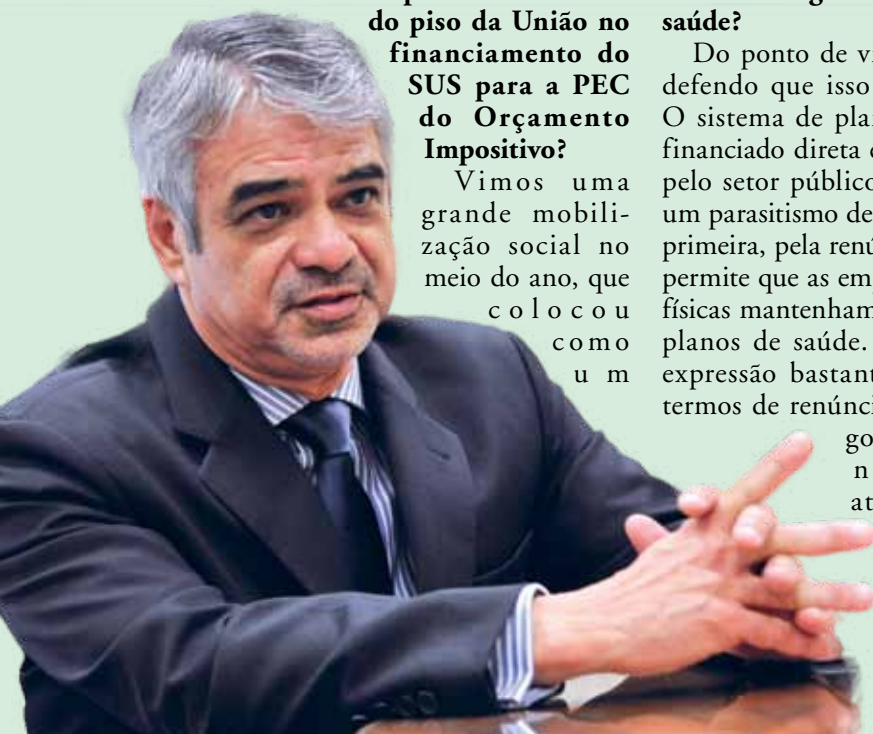 do piso da União no
financiamento do
SUS para a PEC
do Orçamento
Impositivo?
Vimos uma
grande mobili-
zação social no
meio do ano, que
colocou
como
um
saúde?
Do ponto de v
defendo que isso
O sistema de pla
financiado direta
pelo setor público
um parasitismo de
primeira, pela renú
permite que as em
físicas mantenham
planos de saúde.
expressão bastant
termos de renúnci
go
n
at